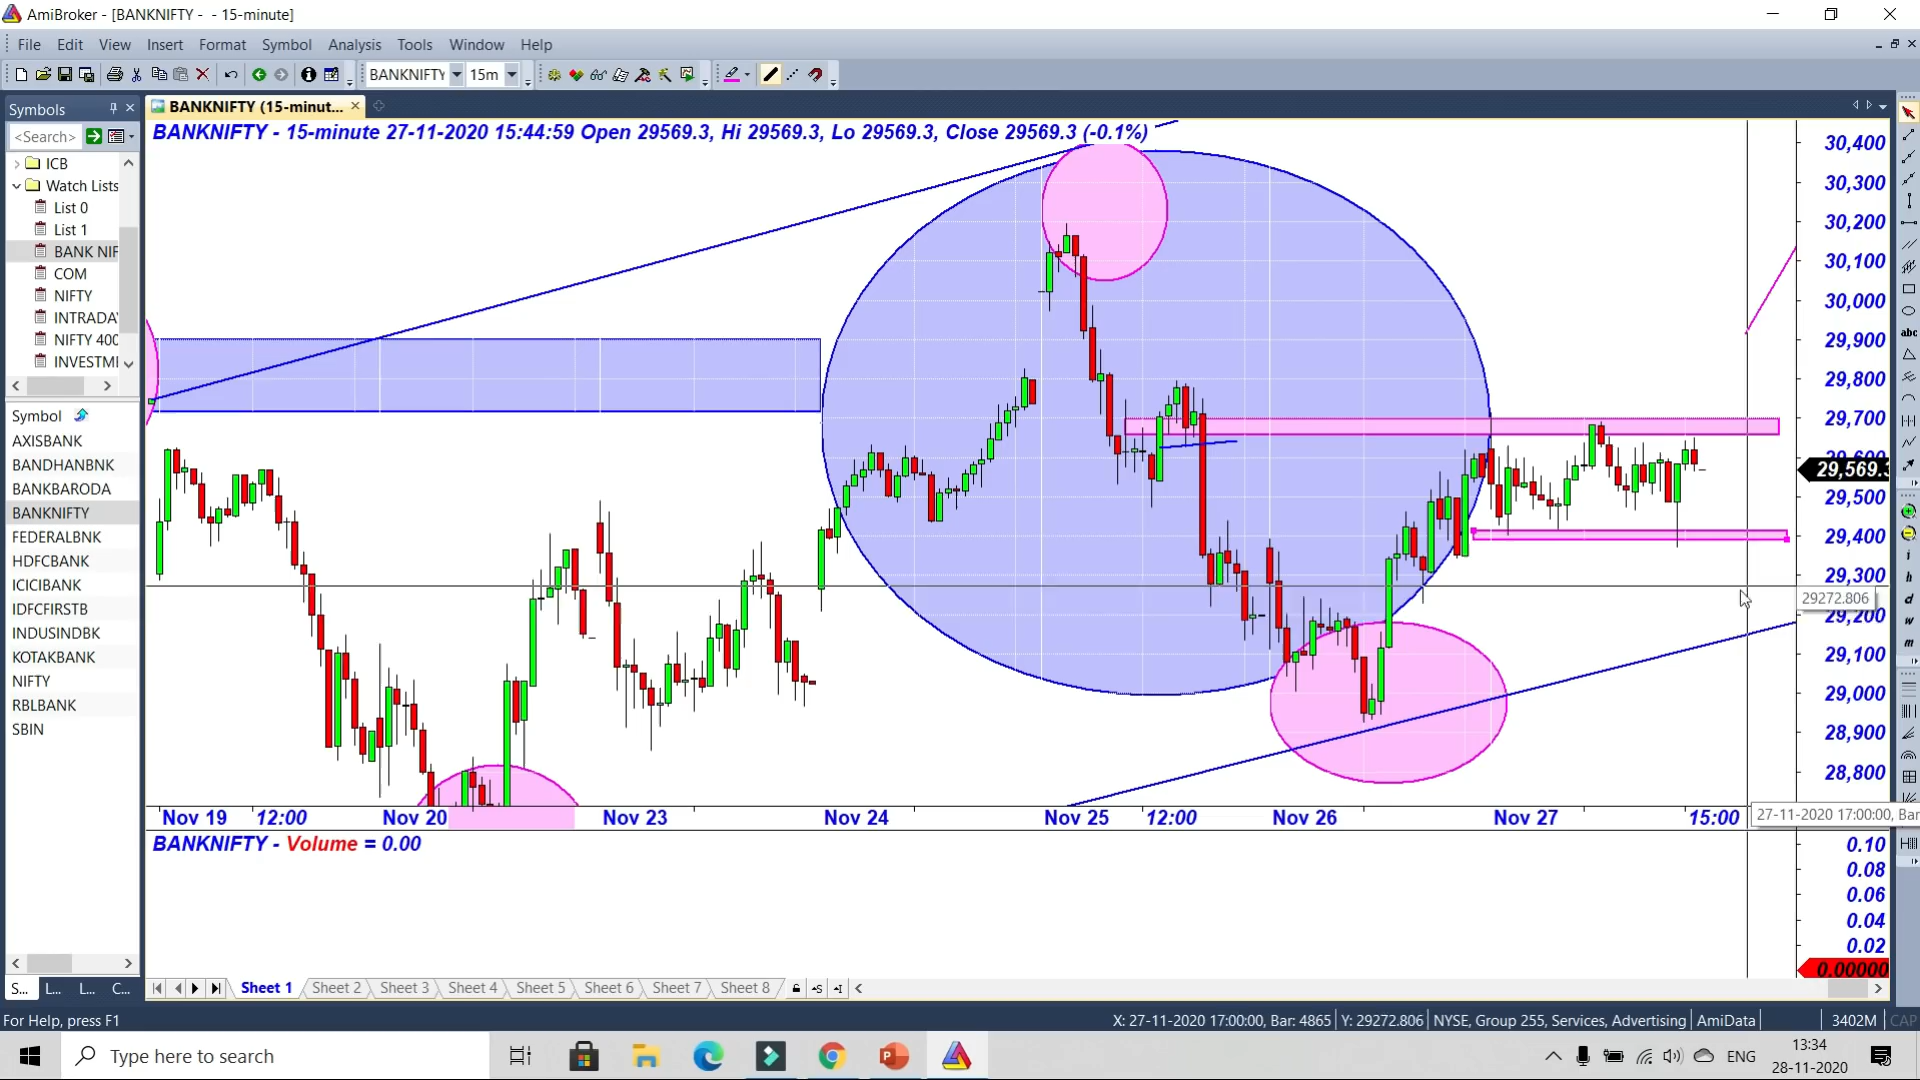 AmiBroker - [BANKNIFTY -  - 15-minute]
File Edit View Insert Format Symbol Analysis Tools Window Help
BANKNIFTY 15m
Symbols
BANKNIFTY (15-minut...
<Search>
BANKNIFTY - 15-minute 27-11-2020 15:44:59 Open 29569.3, Hi 29569.3, Lo 29569.3, Close 29569.3 (-0.1%)
ICB
Watch Lists
List 0
List 1
BANK NIF
COM
NIFTY
INTRADA
NIFTY 400
INVESTM
Symbol
AXISBANK
BANDHANBNK
BANKBARODA
BANKNIFTY
FEDERALBNK
HDFCBANK
ICICIBANK
IDFCFIRSTB
INDUSINDBK
KOTAKBANK
NIFTY
RBLBANK
SBIN
30,400
30,300
30,200
30,100
30,000
29,900
29,800
29,700
29,569.3
29,500
29,400
29,300
29272.806
29,200
29,100
29,000
28,900
28,800
abc
i
h
d
w
m
Nov 19 12:00 Nov 20 Nov 23 Nov 24 Nov 25 12:00 Nov 26 Nov 27 15:00
27-11-2020 17:00:00, Bar
BANKNIFTY - Volume = 0.00
0.10
0.08
0.06
0.04
0.02
0.00000
S... L... L... C...
Sheet 1 Sheet 2 Sheet 3 Sheet 4 Sheet 5 Sheet 6 Sheet 7 Sheet 8
For Help, press F1
X: 27-11-2020 17:00:00, Bar: 4865 Y: 29272.806 NYSE, Group 255, Services, Advertising AmiData 3402M CAP
Type here to search
ENG
13:34
28-11-2020